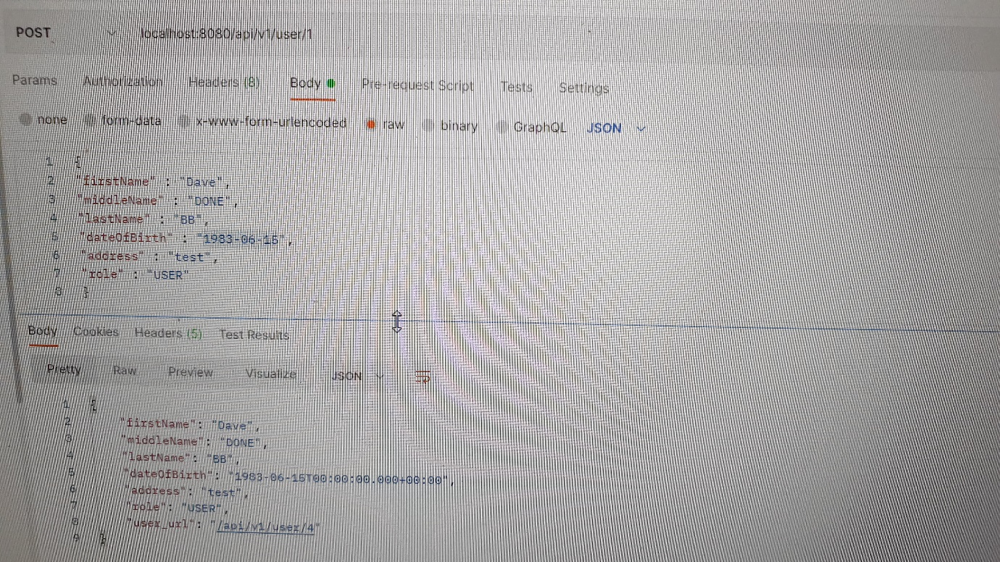 POST localhost:8080/api/v1/user/1
Params Authorization Headers (8) Body Pre-request Script Tests Settings
none form-data x-www-form-urlencoded raw binary GraphQL JSON
1 {
2 "firstName" : "Dave",
3 "middleName" : "DONE",
4 "lastName" : "BB",
5 "dateOfBirth" : "1983-06-15",
6 "address" : "test",
7 "role" : "USER"
8 }
Body Cookies Headers (5) Test Results
Pretty Raw Preview Visualize JSON
1 {
2 "firstName": "Dave",
3 "middleName": "DONE",
4 "lastName": "BB",
5 "dateOfBirth": "1983-06-15T00:00:00.000+00:00",
6 "address": "test",
7 "role": "USER",
8 "user_url": "/api/v1/user/4"
9 }